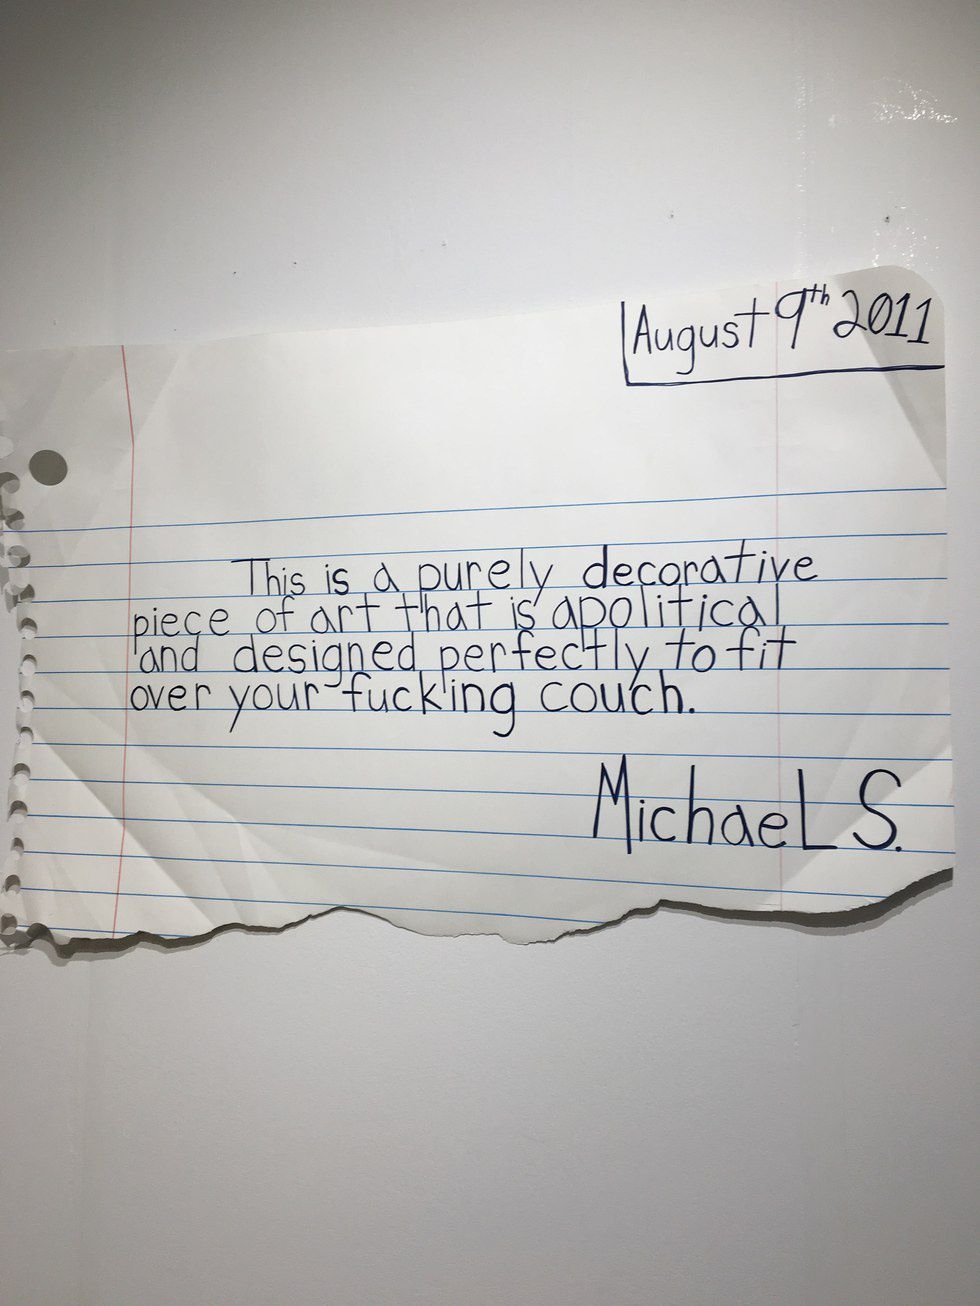 August 9th 2011
This is a purely decorative
piece of art that is apolitical
and designed perfectly to fit
over your fucking couch.
MichaeL S.